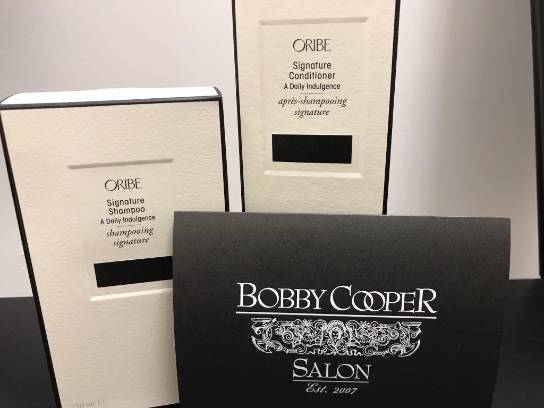 ORIBE
Signature
Conditioner
A Daily Indulgence
après-shampooing
signature
ORIBE
Signature
Shampoo
A Daily Indulgence
shampooing
signature
BOBBY COOPER
SALON
Est. 2007